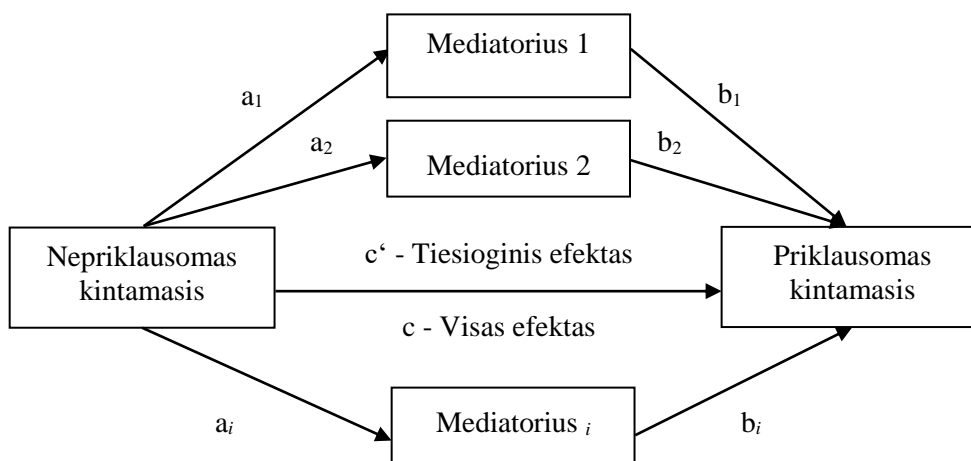 Mediatorius 1
a₁
b₁
a₂
b₂
Mediatorius 2
Nepriklausomas
kintamasis
c‘ - Tiesioginis efektas
Priklausomas
kintamasis
c - Visas efektas
aᵢ
Mediatorius ᵢ
bᵢ